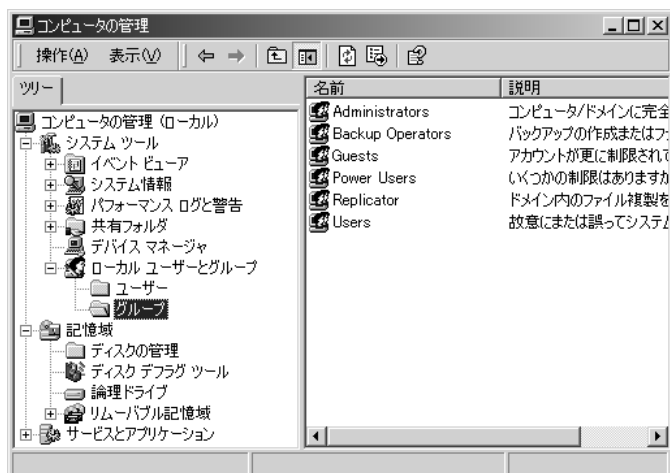 コンピュータの管理
操作(A) 表示(V)
ツリー
コンピュータの管理 (ローカル)
システム ツール
イベント ビューア
システム情報
パフォーマンス ログと警告
共有フォルダ
デバイス マネージャ
ローカル ユーザーとグループ
ユーザー
グループ
記憶域
ディスクの管理
ディスク デフラグ ツール
論理ドライブ
リムーバブル記憶域
サービスとアプリケーション
名前 説明
Administrators コンピュータ/ドメインに完全
Backup Operators バックアップの作成またはフ
Guests アカウントが更に制限されて
Power Users いくつかの制限はありますが
Replicator ドメイン内のファイル複製を
Users 故意にまたは誤ってシステム